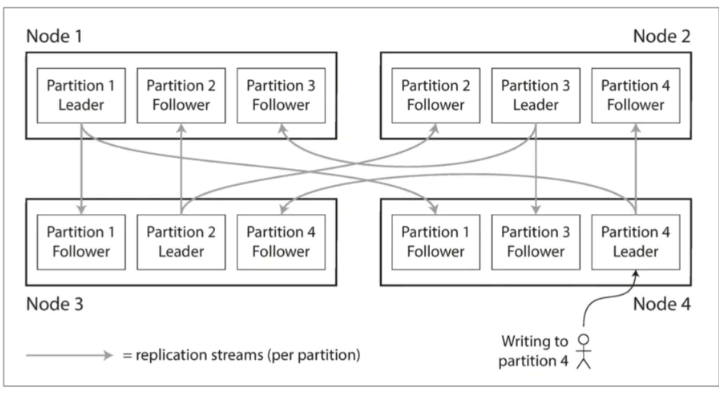 Node 1
Node 2
Partition 1
Leader
Partition 2
Follower
Partition 3
Follower
Partition 2
Follower
Partition 3
Leader
Partition 4
Follower
Partition 1
Follower
Partition 2
Leader
Partition 4
Follower
Partition 1
Follower
Partition 3
Follower
Partition 4
Leader
Node 3
Node 4
= replication streams (per partition)
Writing to
partition 4